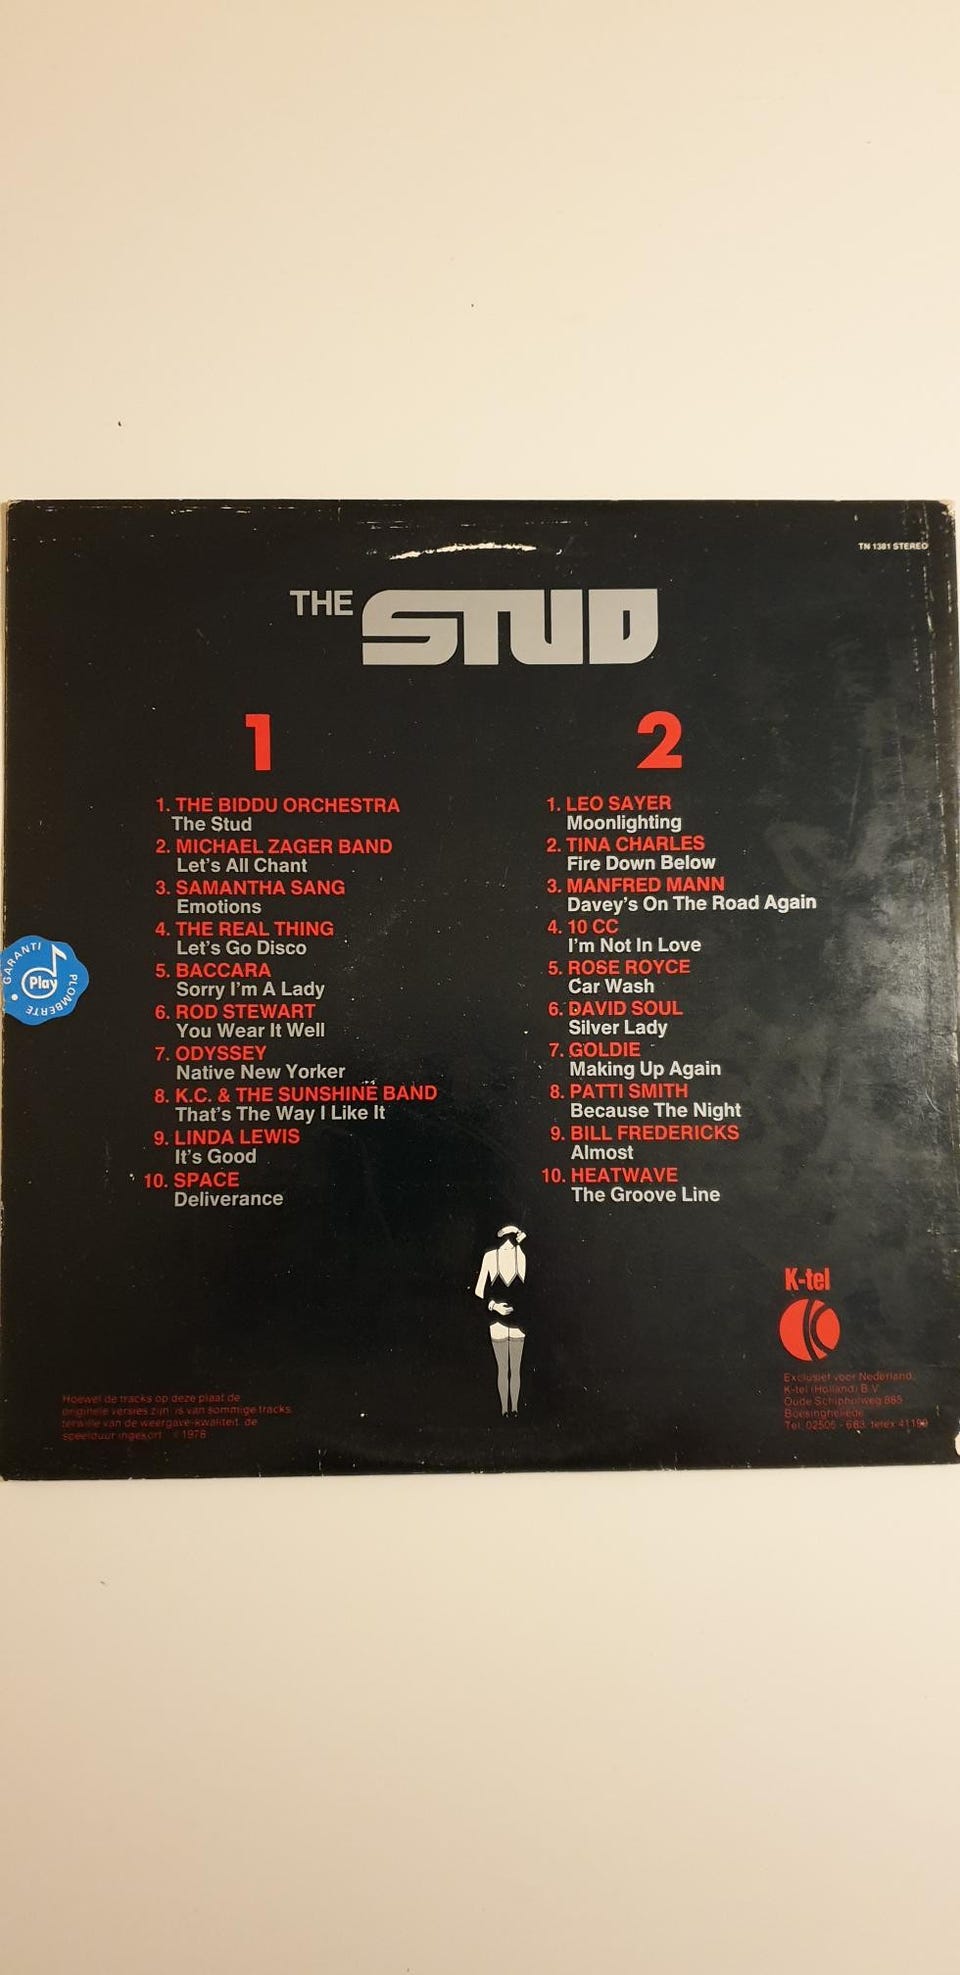 TN 1381 STEREO
THE STUD
1
1. THE BIDDU ORCHESTRA
The Stud
2. MICHAEL ZAGER BAND
Let's All Chant
3. SAMANTHA SANG
Emotions
4. THE REAL THING
Let's Go Disco
5. BACCARA
Sorry I'm A Lady
6. ROD STEWART
You Wear It Well
7. ODYSSEY
Native New Yorker
8. K.C. & THE SUNSHINE BAND
That's The Way I Like It
9. LINDA LEWIS
It's Good
10. SPACE
Deliverance
2
1. LEO SAYER
Moonlighting
2. TINA CHARLES
Fire Down Below
3. MANFRED MANN
Davey's On The Road Again
4. 10 CC
I'm Not In Love
5. ROSE ROYCE
Car Wash
6. DAVID SOUL
Silver Lady
7. GOLDIE
Making Up Again
8. PATTI SMITH
Because The Night
9. BILL FREDERICKS
Almost
10. HEATWAVE
The Groove Line
GARANTI
Play
PLOMBERTE
K-tel
Exclusief voor Nederland,
K-tel (Holland) B.V.
Oude Schipholweg 865
Boesingheliede
Tel. 02505 - 683, telex 41199
Hoewel de tracks op deze plaat de
originele versies zijn, is van sommige tracks,
terwille van de weergave-kwaliteit, de
speelduur ingekort. © 1978